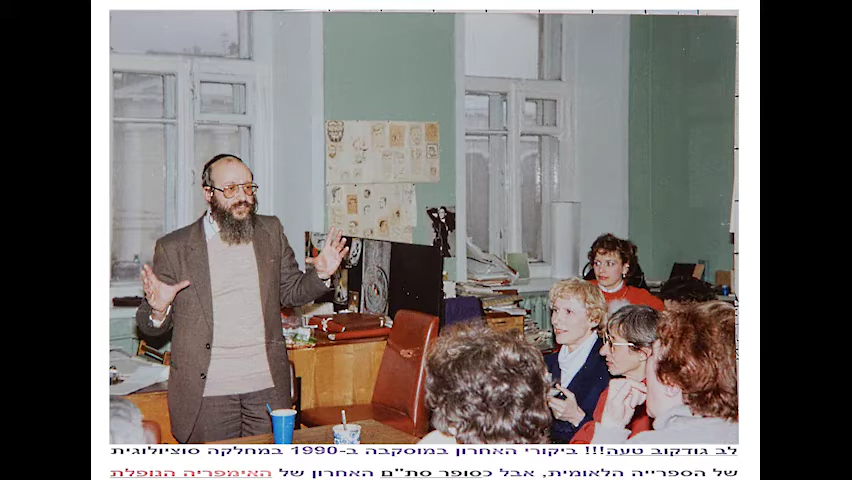 לב גודקוב טעה!!! ביקורי האחרון במוסקבה ב-1990 במחלקה סוציולוגית
של הספרייה הלאומית, אבל כסופר סת"ם האחרון של האימפריה הנופלת